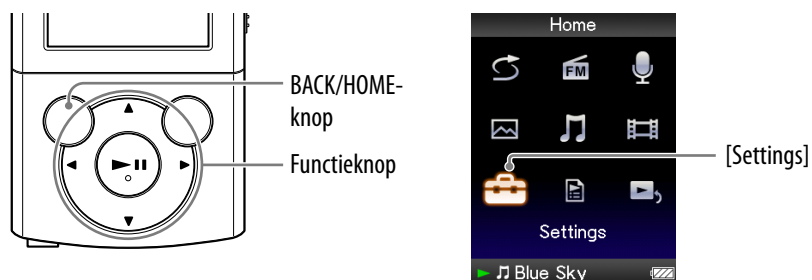 BACK/HOME-
knop
Functieknop
Home
FM
[Settings]
Settings
Blue Sky